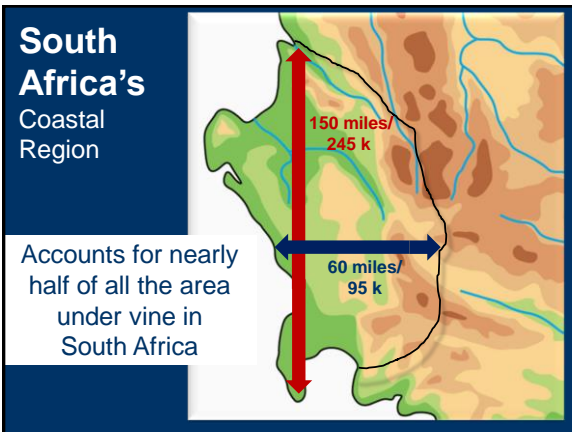 South
Africa's
Coastal
Region
150 miles/
245 k
60 miles/
95 k
Accounts for nearly
half of all the area
under vine in
South Africa